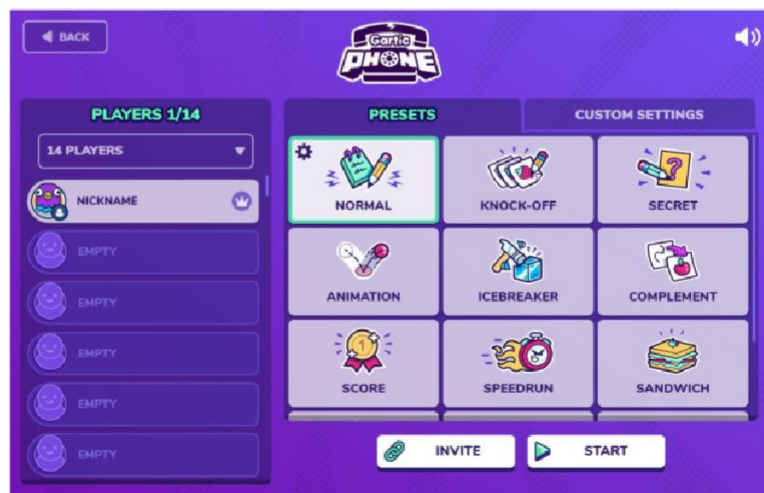 BACK
Gartic
PHONE
PLAYERS 1/14
14 PLAYERS
NICKNAME
EMPTY
EMPTY
EMPTY
EMPTY
EMPTY
PRESETS
CUSTOM SETTINGS
NORMAL
KNOCK-OFF
SECRET
ANIMATION
ICEBREAKER
COMPLEMENT
SCORE
SPEEDRUN
SANDWICH
INVITE
START